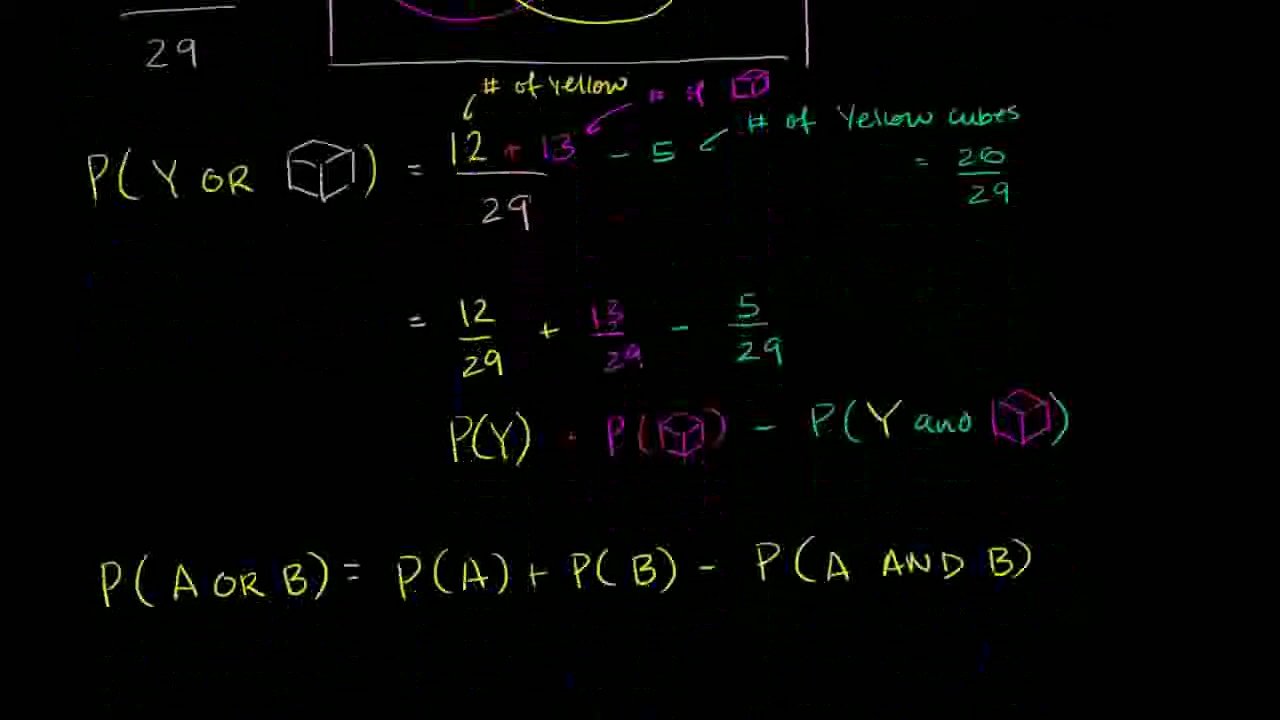 29
# of Yellow
12 + 13 - 5
# of Yellow cubes
P(Y OR ) =
29
= 20/29
= 12/29 + 13/29 - 5/29
P(Y) . P( ) - P(Y and )
P(A OR B) = P(A) + P(B) - P(A AND B)